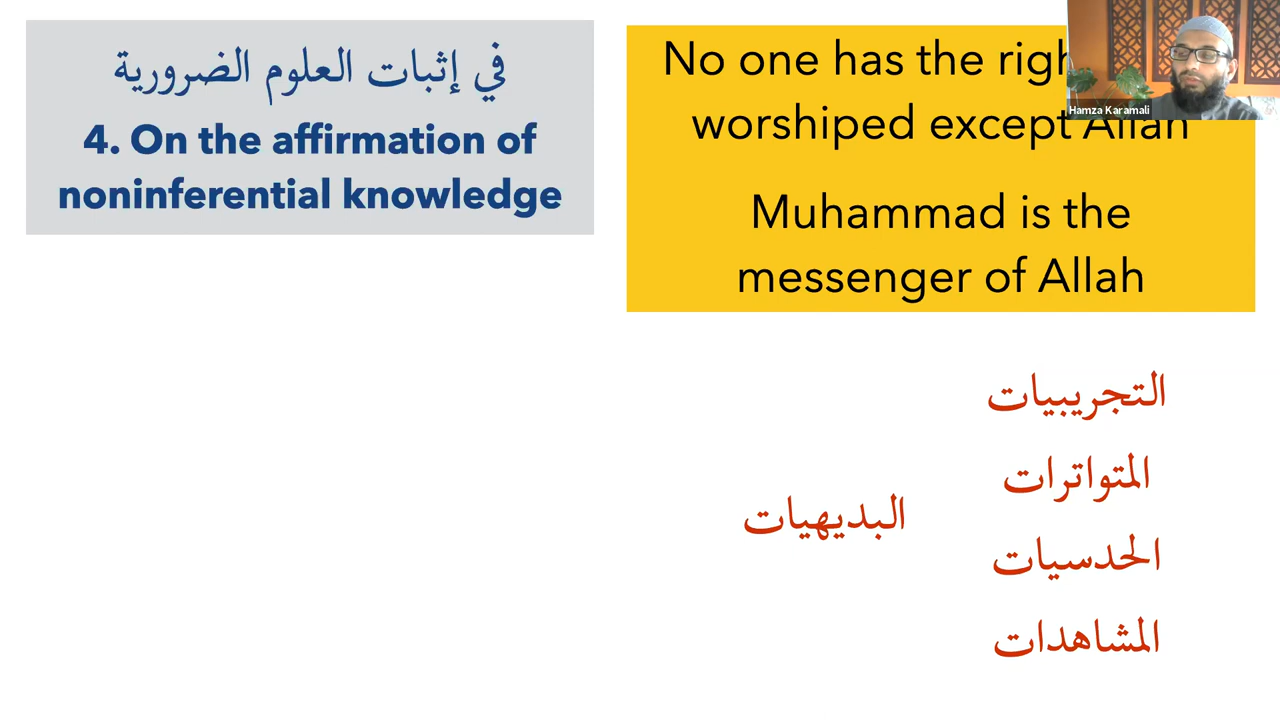 في إثبات العلوم الضرورية
4. On the affirmation of
noninferential knowledge
No one has the
worshiped except Allah
Muhammad is the
messenger of Allah
Hamza Karamali
التجريبيات
المتواترات
البديهيات
الحدسيات
المشاهدات